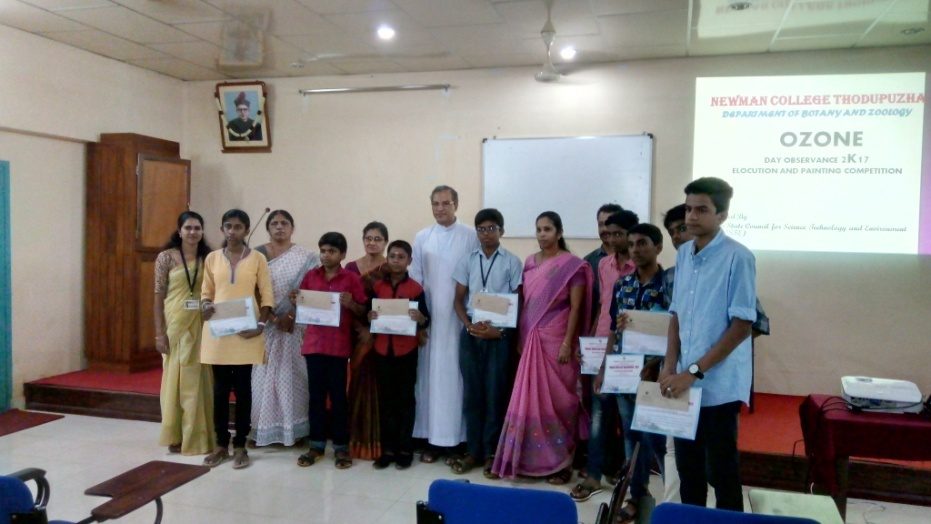 NEWMAN COLLEGE THODUPUZHA
DEPARTMENT OF BOTANY AND ZOOLOGY
OZONE
DAY OBSERVANCE 2K17
ELOCUTION AND PAINTING COMPETITION
By
State Council for Science Technology and Environment